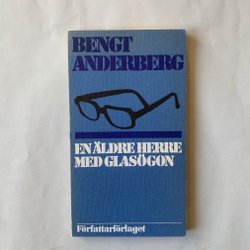 BENGT
ANDERBERG
EN ÄLDRE HERRE
MED GLASÖGON
Författarförlaget